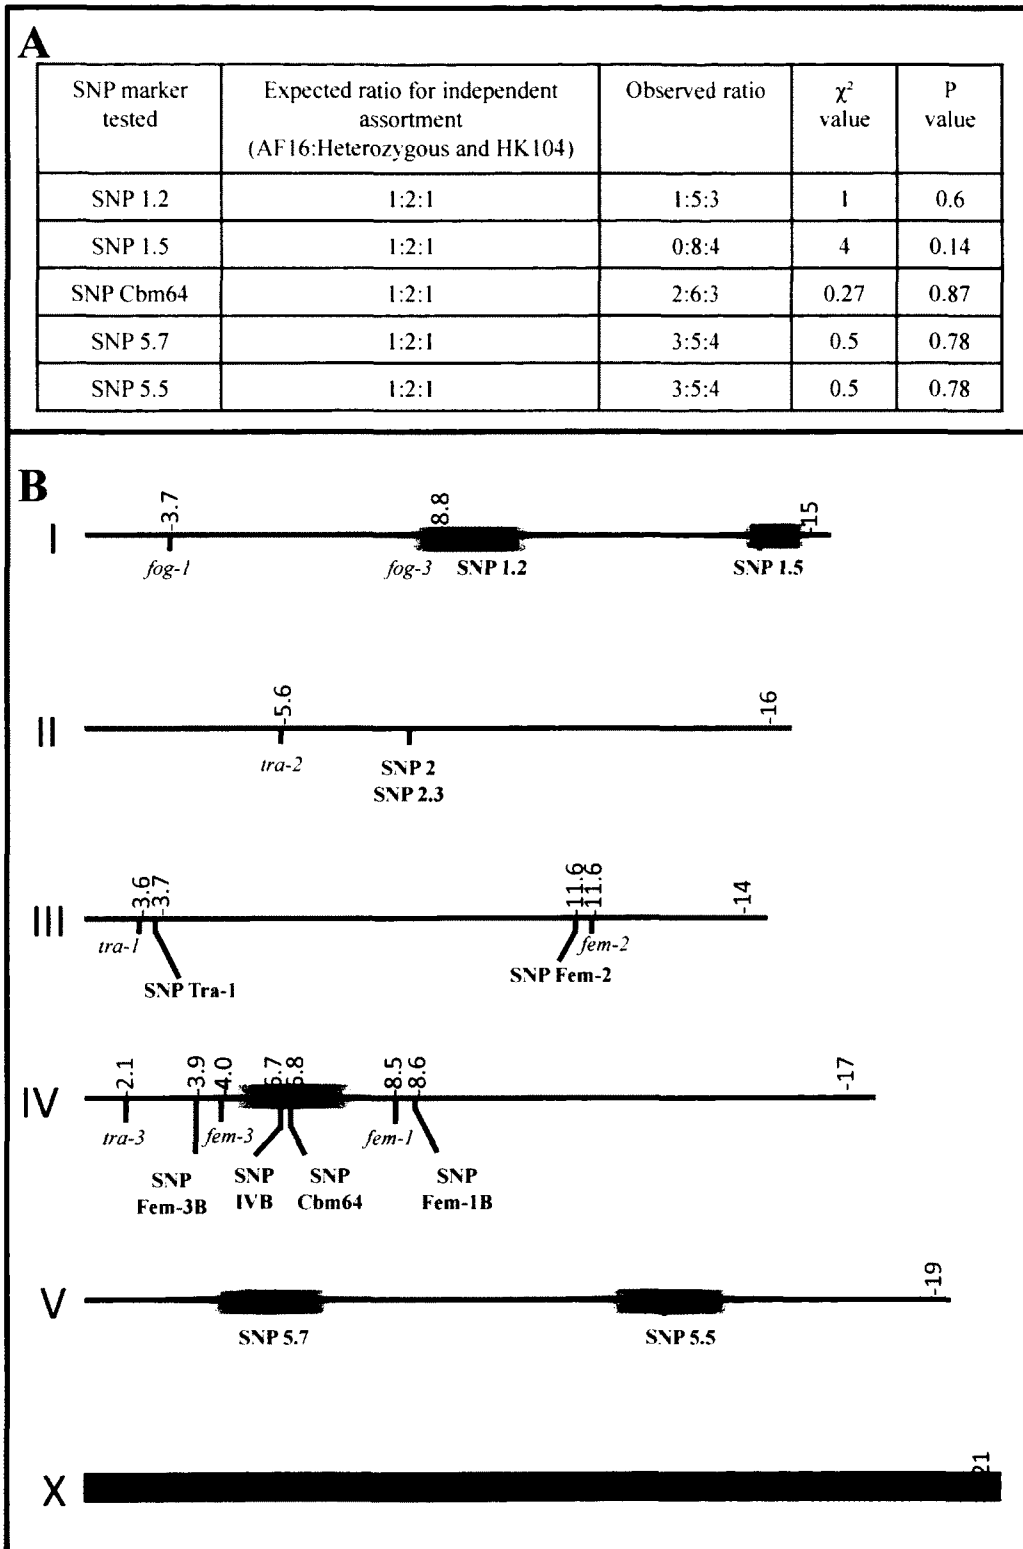 A
SNP marker tested | Expected ratio for independent assortment (AF16:Heterozygous and HK104) | Observed ratio | χ² value | P value
SNP 1.2 | 1:2:1 | 1:5:3 | 1 | 0.6
SNP 1.5 | 1:2:1 | 0:8:4 | 4 | 0.14
SNP Cbm64 | 1:2:1 | 2:6:3 | 0.27 | 0.87
SNP 5.7 | 1:2:1 | 3:5:4 | 0.5 | 0.78
SNP 5.5 | 1:2:1 | 3:5:4 | 0.5 | 0.78
B
I
-3.7
8.8
-15
fog-1
fog-3
SNP 1.2
SNP 1.5
II
-5.6
-16
tra-2
SNP 2
SNP 2.3
III
-3.6
-3.7
-11.6
-11.6
-14
tra-1
fem-2
SNP Tra-1
SNP Fem-2
IV
-2.1
-3.9
-4.0
8.5
-8.6
-17
tra-3
fem-3
fem-1
SNP
Fem-3B
SNP
IVB
SNP
Cbm64
SNP
Fem-1B
V
-19
SNP 5.7
SNP 5.5
X
21